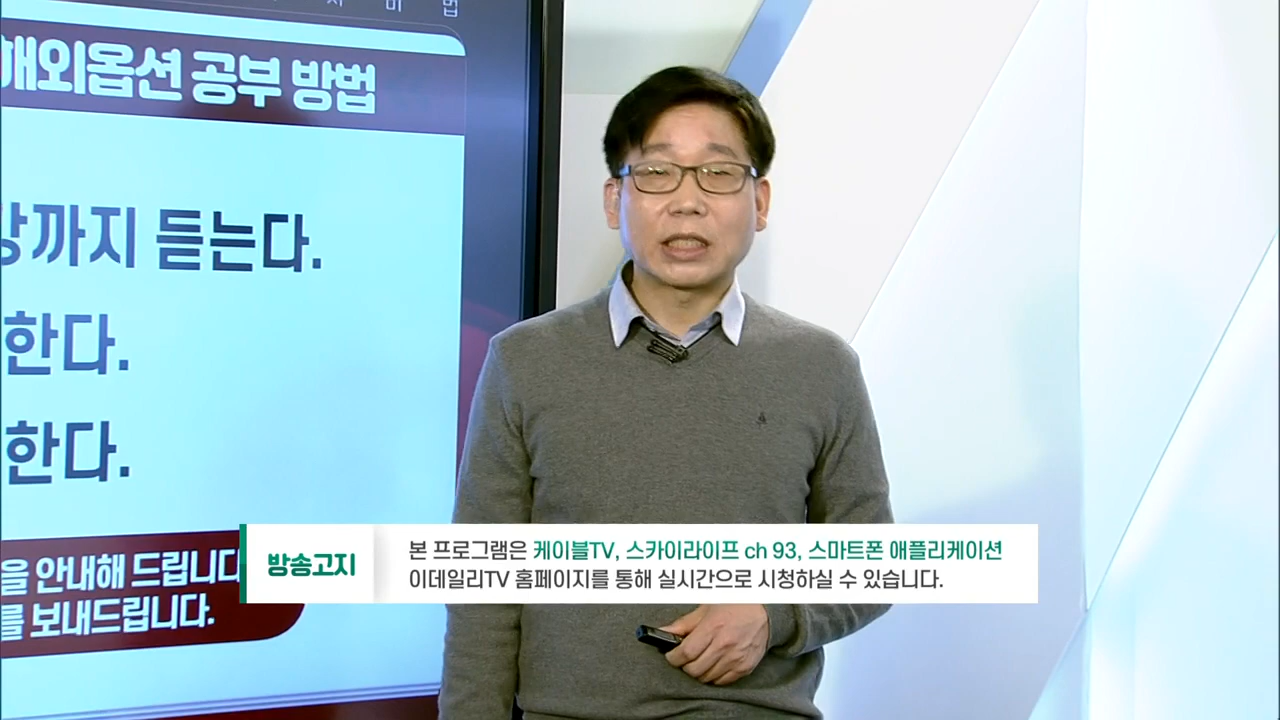 법
해외옵션 공부 방법
까지 듣는다.
한다.
한다.
을 안내해 드립니다
를 보내드립니다.
방송고지
본 프로그램은 케이블TV, 스카이라이프 ch 93, 스마트폰 애플리케이션
이데일리TV 홈페이지를 통해 실시간으로 시청하실 수 있습니다.